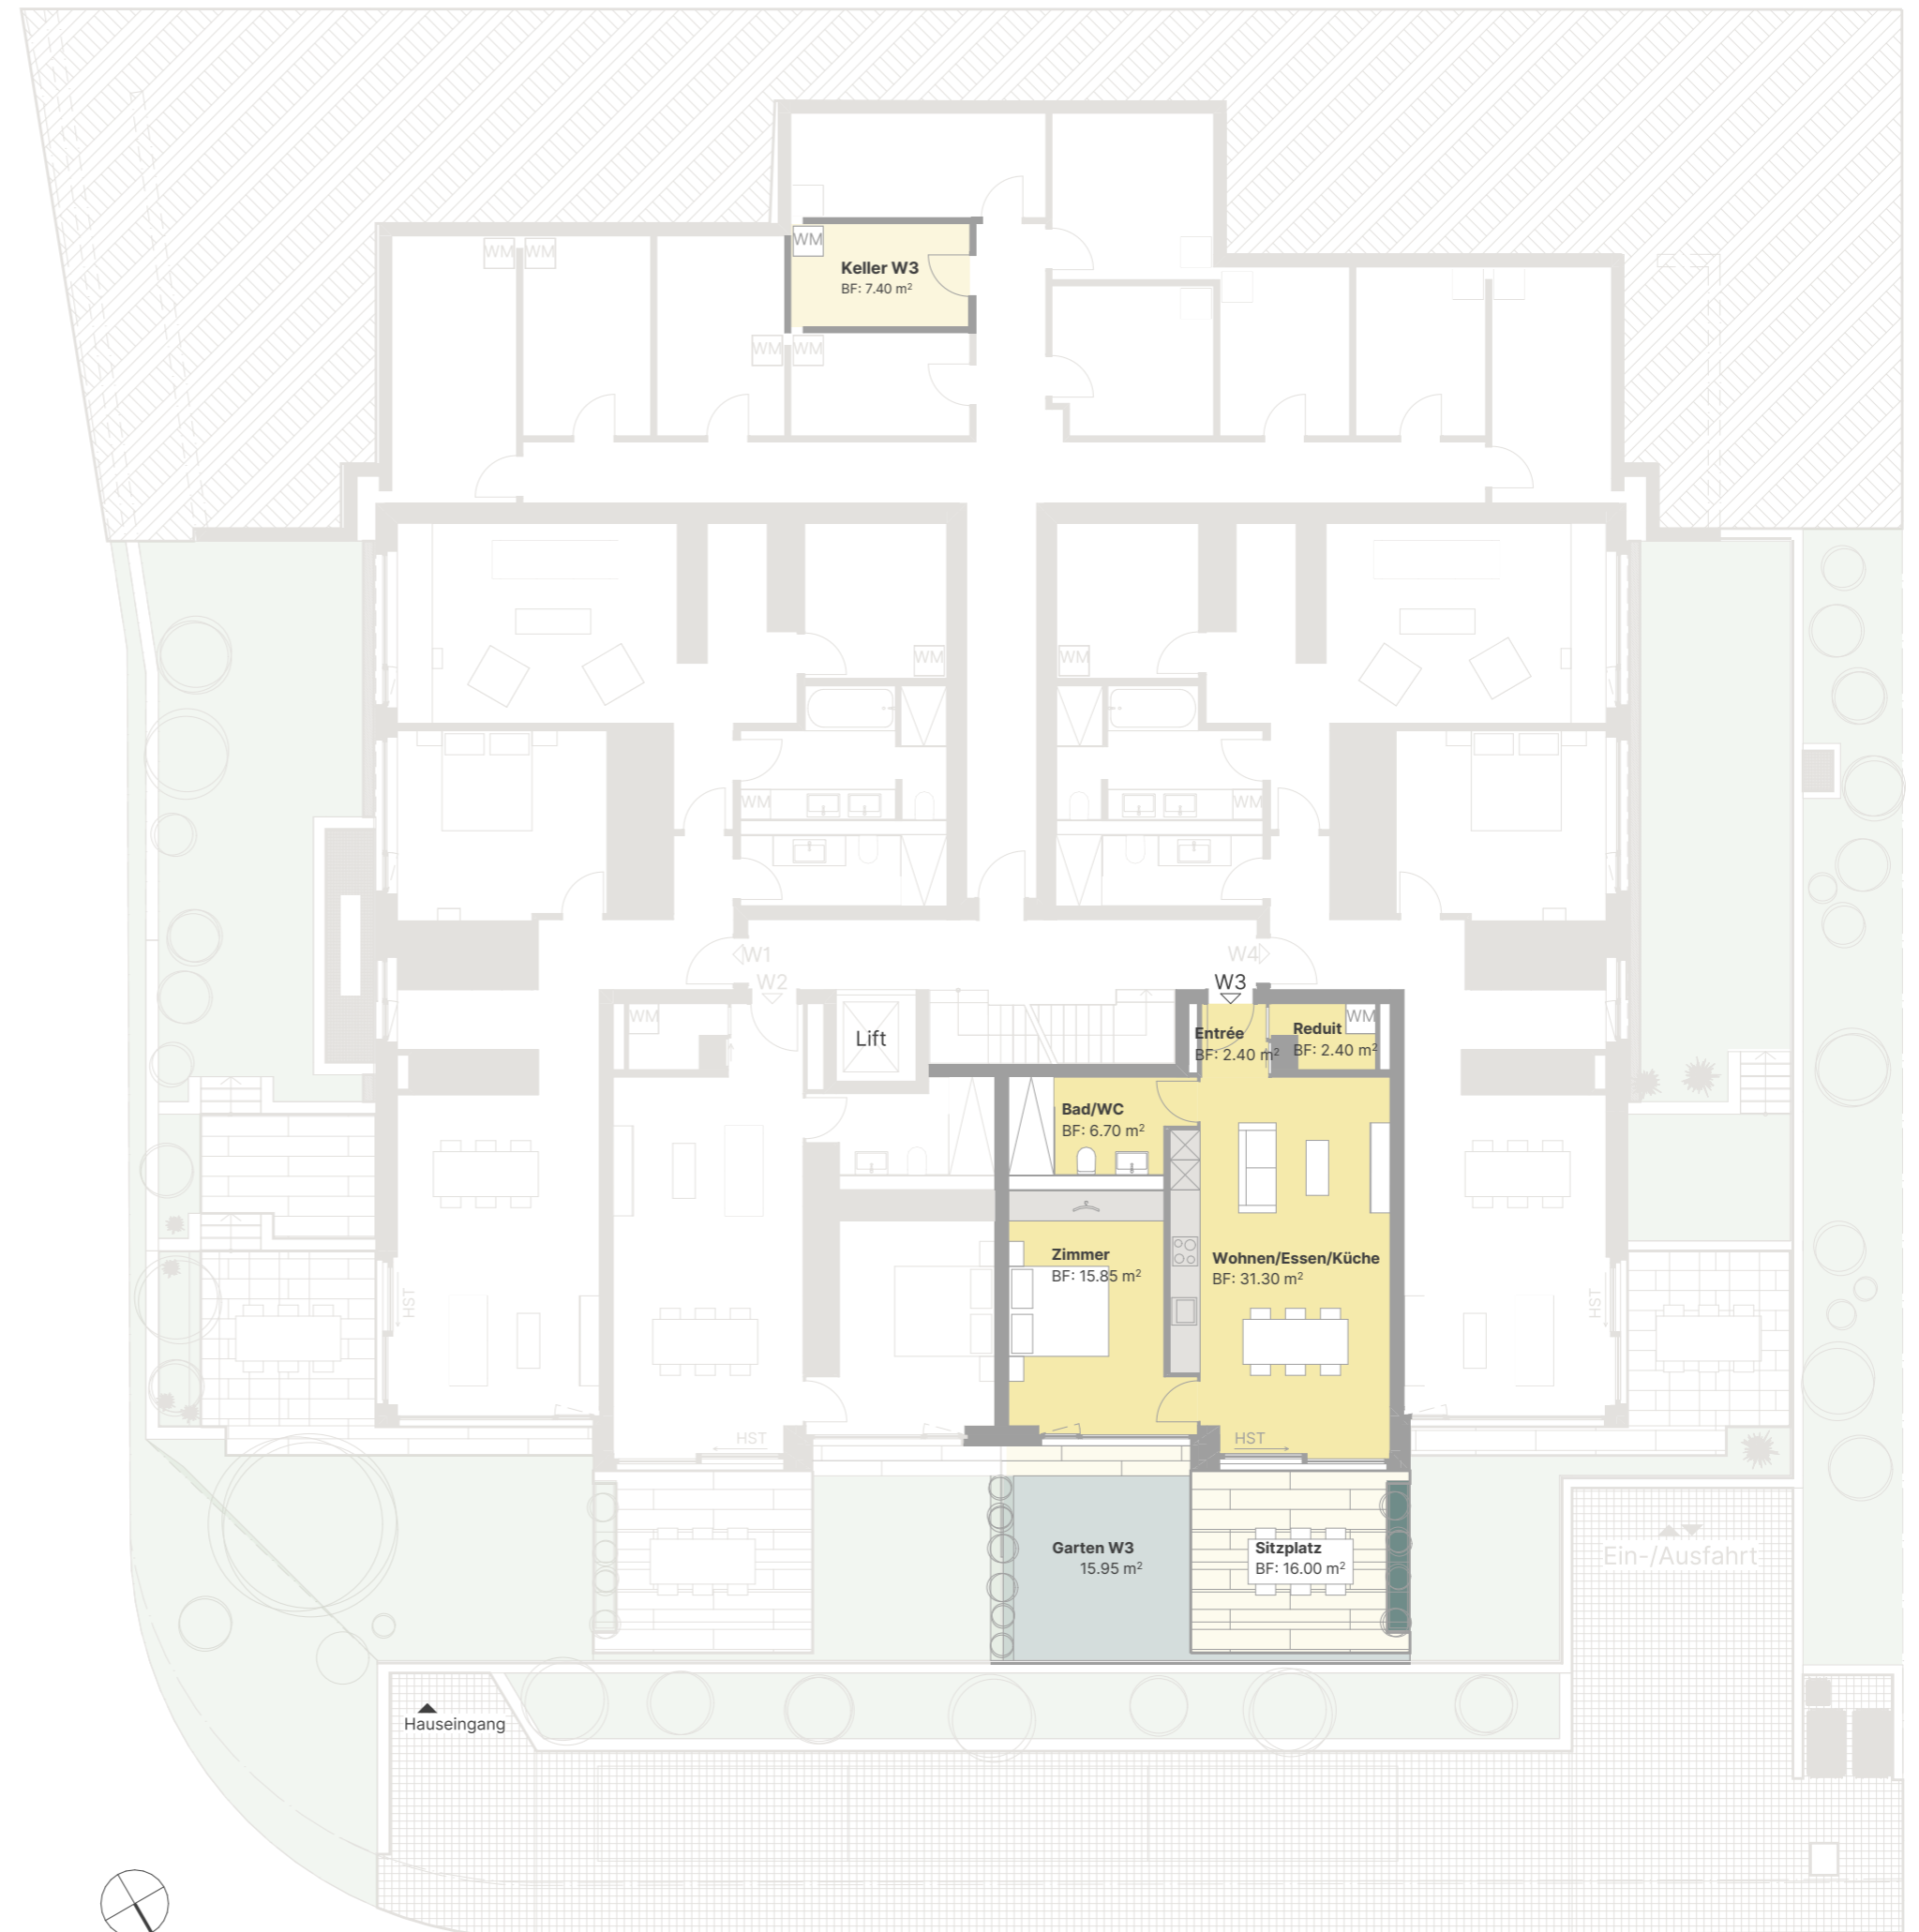 WM
WM
WM
Keller W3
BF: 7.40 m²
WM
WM
WM
WM
WM
WM
W1
W4
W2
W3
WM
Lift
Entrée
BF: 2.40 m²
Reduit
BF: 2.40 m²
WM
Bad/WC
BF: 6.70 m²
Zimmer
BF: 15.85 m²
Wohnen/Essen/Küche
BF: 31.30 m²
HST
HST
HST
HST
Garten W3
15.95 m²
Sitzplatz
BF: 16.00 m²
Ein-/Ausfahrt
Hauseingang